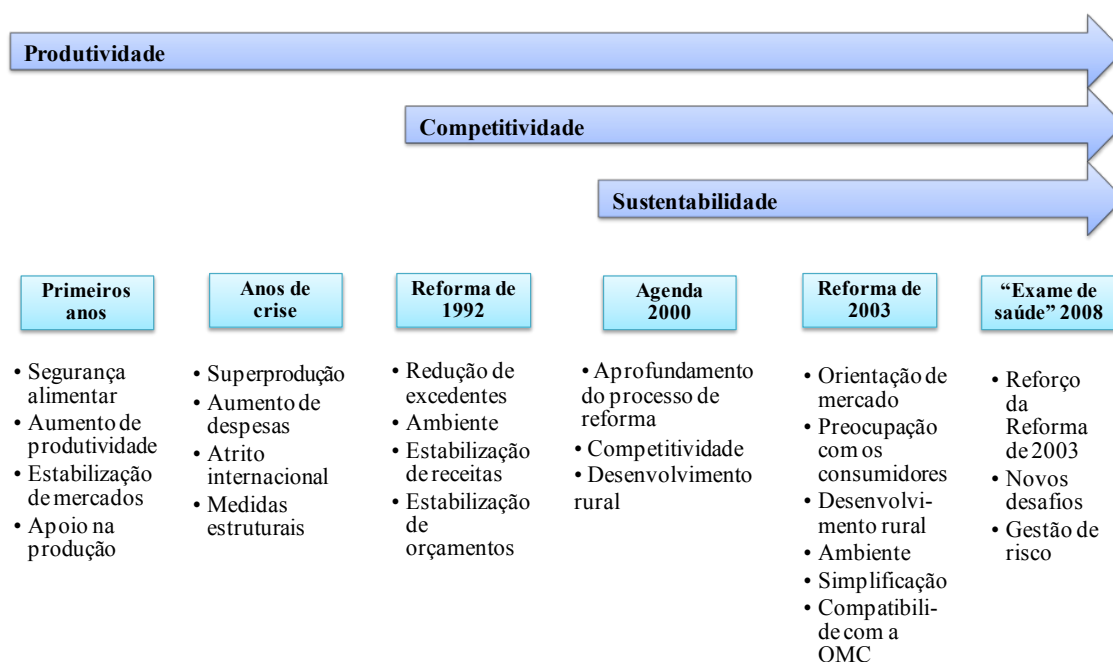 Produtividade
Competitividade
Sustentabilidade
Primeiros
anos
• Segurança
alimentar
• Aumento de
produtividade
• Estabilização
de mercados
• Apoio na
produção
Anos de
crise
• Superprodução
• Aumento de
despesas
• Atrito
internacional
• Medidas
estruturais
Reforma de
1992
• Redução de
excedentes
• Ambiente
• Estabilização
de receitas
• Estabilização
de
orçamentos
Agenda
2000
• Aprofundamento
do processo de
reforma
• Competitividade
• Desenvolvimento
rural
Reforma de
2003
• Orientação de
mercado
• Preocupação
com os
consumidores
• Desenvolvi-
mento rural
• Ambiente
• Simplificação
• Compatibili-
de com a
OMC
“Exame de
saúde” 2008
• Reforço
da
Reforma
de 2003
• Novos
desafios
• Gestão de
risco